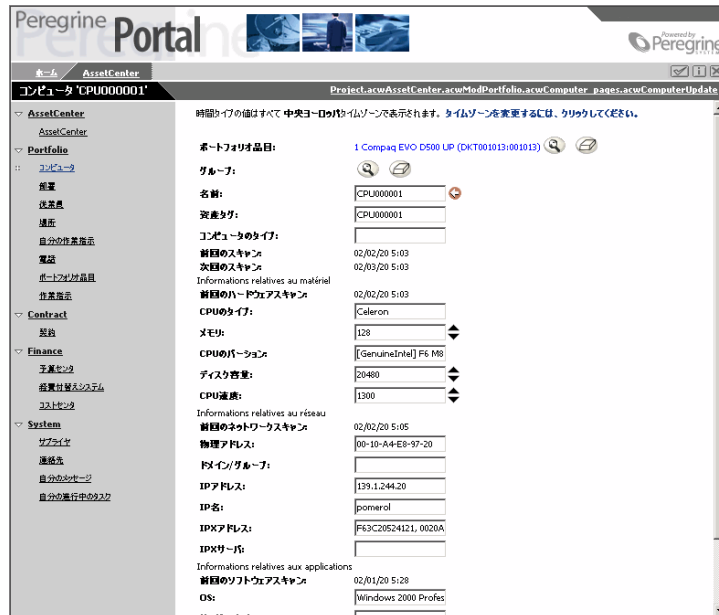 Peregrine Portal
Powered by
Peregrine
ホーム
AssetCenter
コンピュータ 'CPU000001'
Project.acwAssetCenter.acwModPortfolio.acwComputer_pages.acwComputerUpdate
AssetCenter
AssetCenter
Portfolio
コンピュータ
部署
従業員
場所
自分の作業指示
電話
ポートフォリオ品目
作業指示
Contract
契約
Finance
予算センタ
経費付替えシステム
コストセンタ
System
サプライヤ
連絡先
自分のメッセージ
自分の進行中のタスク
時間タイプの値はすべて 中央ヨーロッパタイムゾーンで表示されます。 タイムゾーンを変更するには、クリックしてください。
ポートフォリオ品目: 1 Compaq EVO D500 UP (DKT001013;001013)
グループ:
名前: CPU000001
資産タグ: CPU000001
コンピュータのタイプ:
前回のスキャン: 02/02/20 5:03
次回のスキャン: 02/03/20 5:03
Informations relatives au matériel
前回のハードウェアスキャン: 02/02/20 5:03
CPUのタイプ: Celeron
メモリ: 128
CPUのバージョン: [GenuineIntel] F6 M8
ディスク容量: 20480
CPU速度: 1300
Informations relatives au réseau
前回のネットワークスキャン: 02/02/20 5:05
物理アドレス: 00-10-A4-E8-97-20
ドメイン/グループ:
IPアドレス: 139.1.244.20
IP名: pomerol
IPXアドレス: F63C20524121, 0020A
IPXサーバ:
Informations relatives aux applications
前回のソフトウェアスキャン: 02/01/20 5:28
OS: Windows 2000 Profes